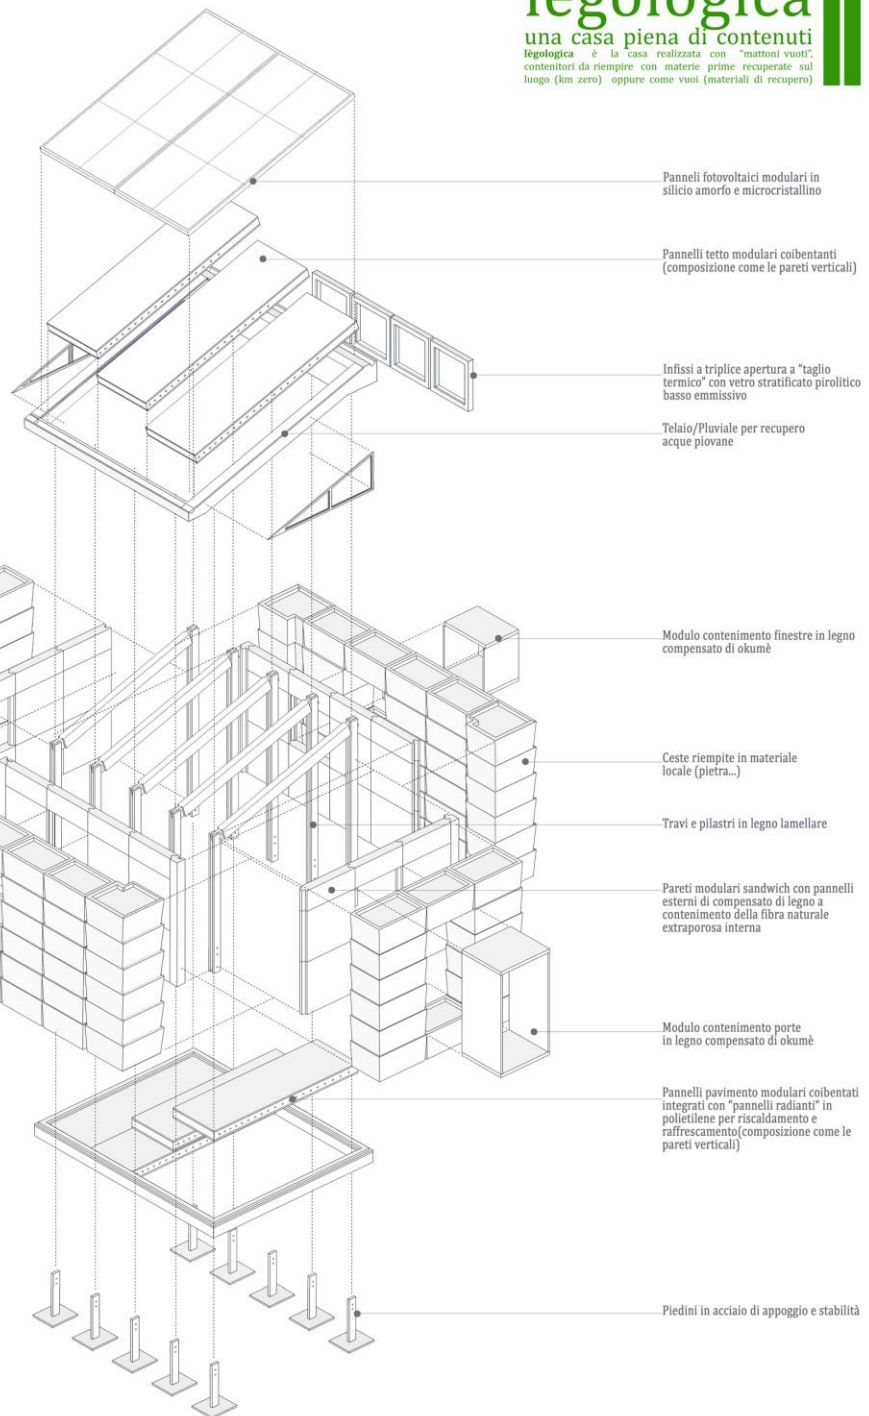 lègologica
una casa piena di contenuti
lègologica è la casa realizzata con "mattoni vuoti",
contenitori da riempire con materie prime recuperate sul
luogo (km zero) oppure come vuoi (materiali di recupero)
Panneli fotovoltaici modulari in
silicio amorfo e microcristallino
Pannelli tetto modulari coibentanti
(composizione come le pareti verticali)
Infissi a triplice apertura a "taglio
termico" con vetro stratificato pirolitico
basso emmissivo
Telaio/Pluviale per recupero
acque piovane
Modulo contenimento finestre in legno
compensato di okumè
Ceste riempite in materiale
locale (pietra...)
Travi e pilastri in legno lamellare
Pareti modulari sandwich con pannelli
esterni di compensato di legno a
contenimento della fibra naturale
extraporosa interna
Modulo contenimento porte
in legno compensato di okumè
Pannelli pavimento modulari coibentati
integrati con "pannelli radianti" in
polietilene per riscaldamento e
raffrescamento(composizione come le
pareti verticali)
Piedini in acciaio di appoggio e stabilità